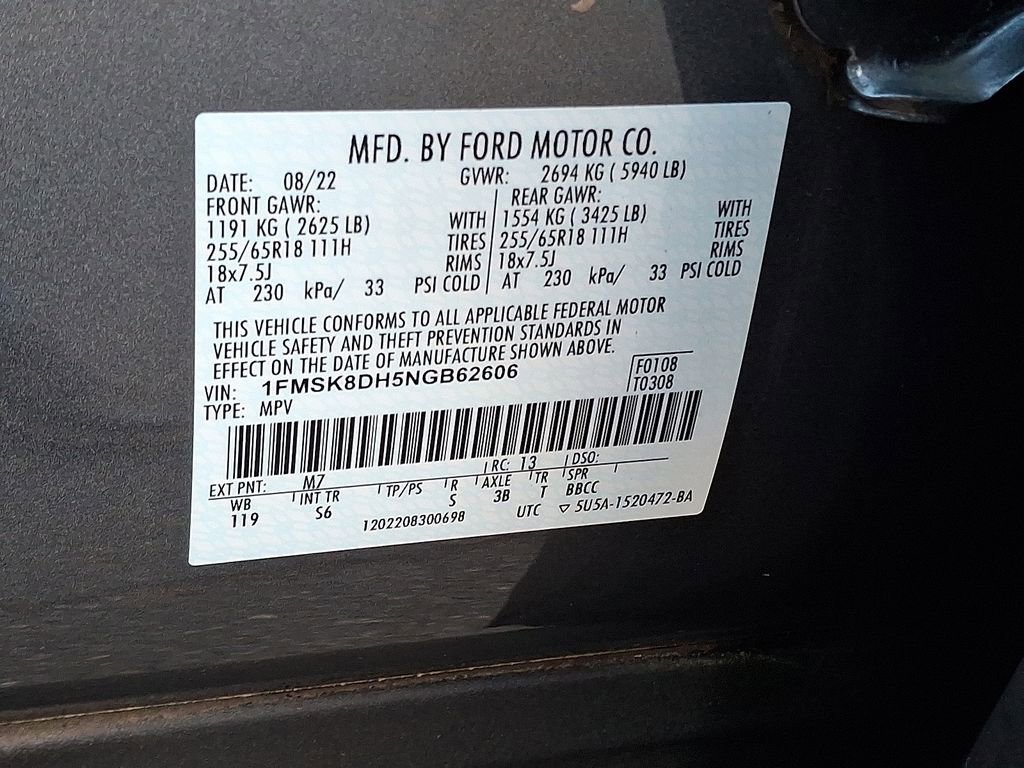 MFD. BY FORD MOTOR CO.
DATE: 08/22 GVWR: 2694 KG ( 5940 LB)
FRONT GAWR: REAR GAWR:
1191 KG ( 2625 LB) WITH 1554 KG ( 3425 LB) WITH
255/65R18 111H TIRES 255/65R18 111H TIRES
18x7.5J RIMS 18x7.5J RIMS
AT 230 kPa/ 33 PSI COLD AT 230 kPa/ 33 PSI COLD
THIS VEHICLE CONFORMS TO ALL APPLICABLE FEDERAL MOTOR
VEHICLE SAFETY AND THEFT PREVENTION STANDARDS IN
EFFECT ON THE DATE OF MANUFACTURE SHOWN ABOVE.
VIN: 1FMSK8DH5NGB62606 F0108
TYPE: MPV T0308
EXT PNT: M7 RC: 13 DSO:
WB INT TR TP/PS R AXLE TR SPR
119 S6 S 3B T BBCC
1202208300698 UTC ▽ 5U5A-1520472-BA